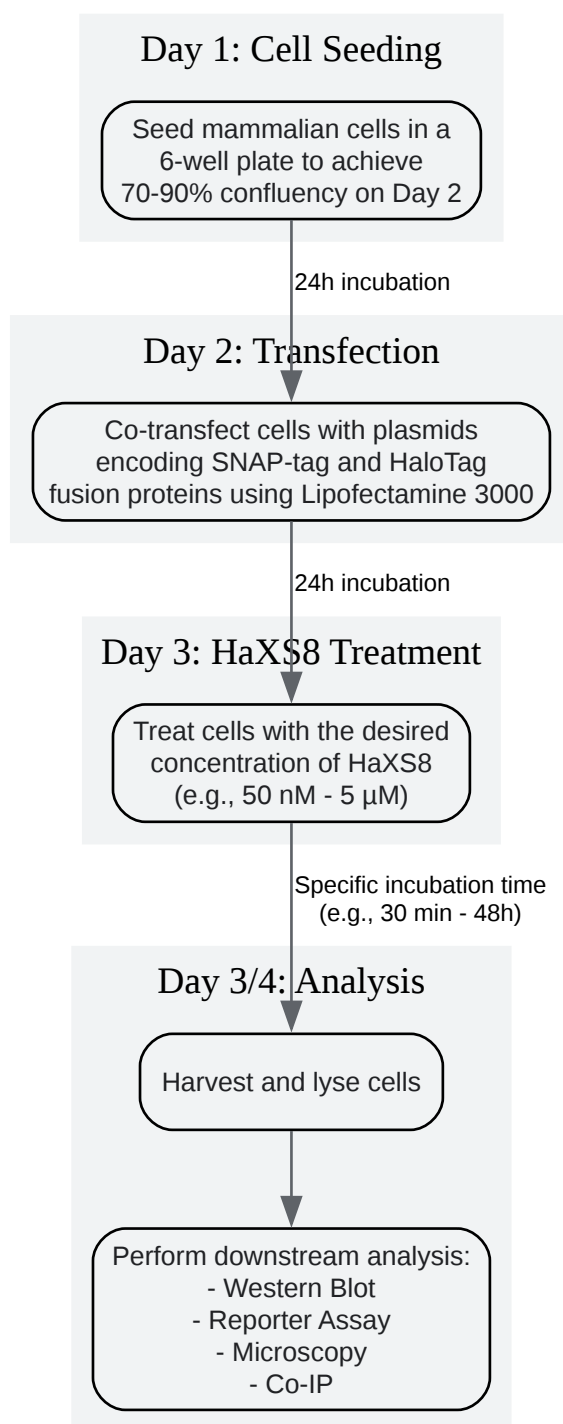 Day 1: Cell Seeding
Seed mammalian cells in a
6-well plate to achieve
70-90% confluency on Day 2
24h incubation
Day 2: Transfection
Co-transfect cells with plasmids
encoding SNAP-tag and HaloTag
fusion proteins using Lipofectamine 3000
24h incubation
Day 3: HaXS8 Treatment
Treat cells with the desired
concentration of HaXS8
(e.g., 50 nM - 5 µM)
Specific incubation time
(e.g., 30 min - 48h)
Day 3/4: Analysis
Harvest and lyse cells
Perform downstream analysis:
- Western Blot
- Reporter Assay
- Microscopy
- Co-IP